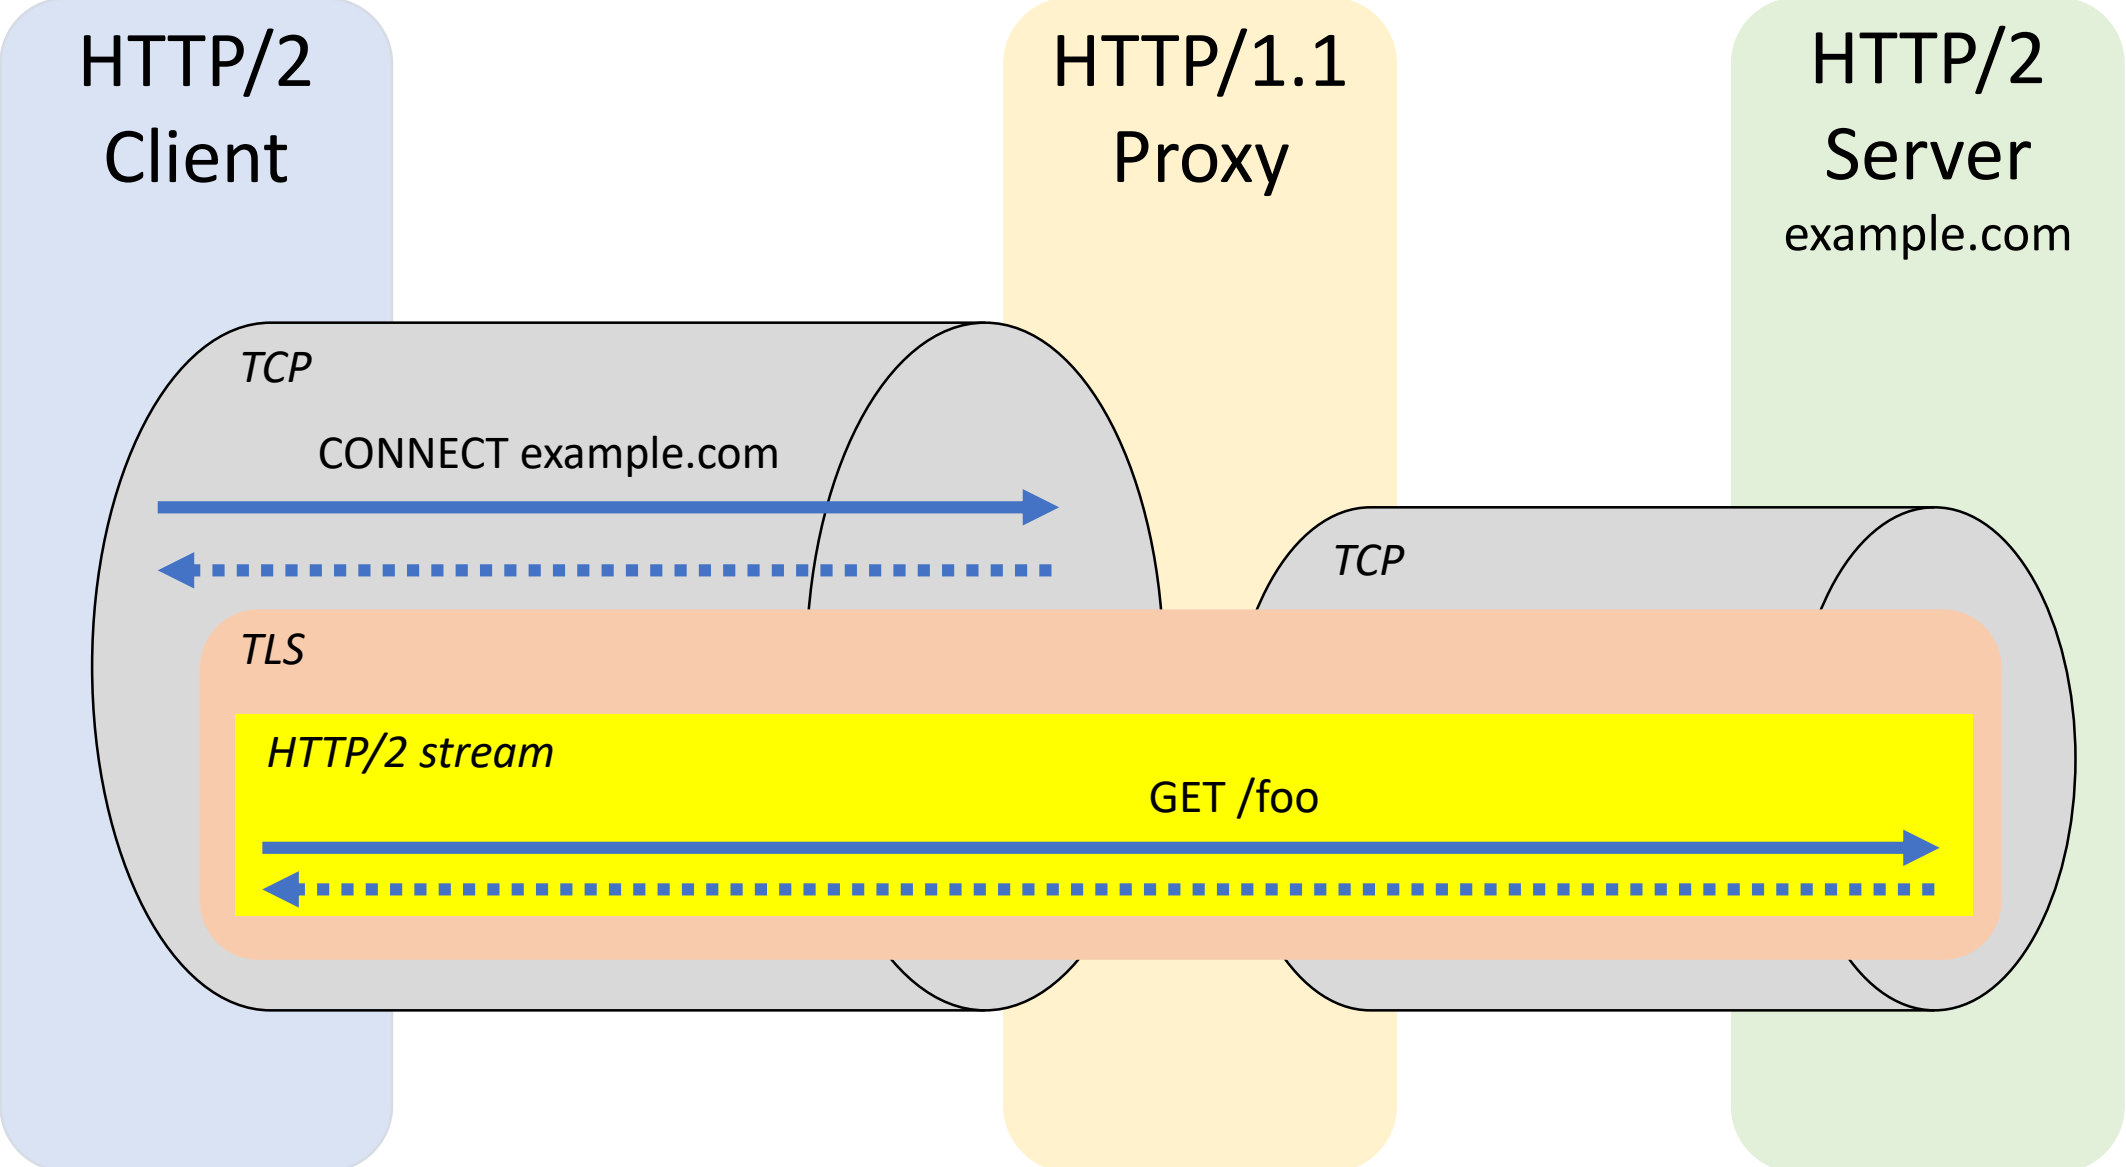 HTTP/2
Client
HTTP/1.1
Proxy
HTTP/2
Server
example.com
TCP
CONNECT example.com
TCP
TLS
HTTP/2 stream
GET /foo